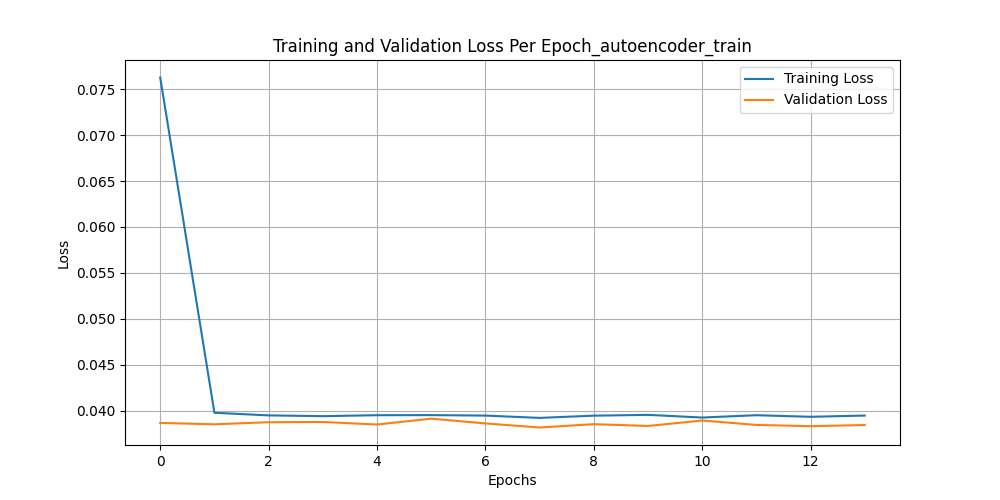 Training and Validation Loss Per Epoch_autoencoder_train
Training Loss
Validation Loss
0.075
0.070
0.065
0.060
0.055
0.050
0.045
0.040
Loss
0 2 4 6 8 10 12
Epochs